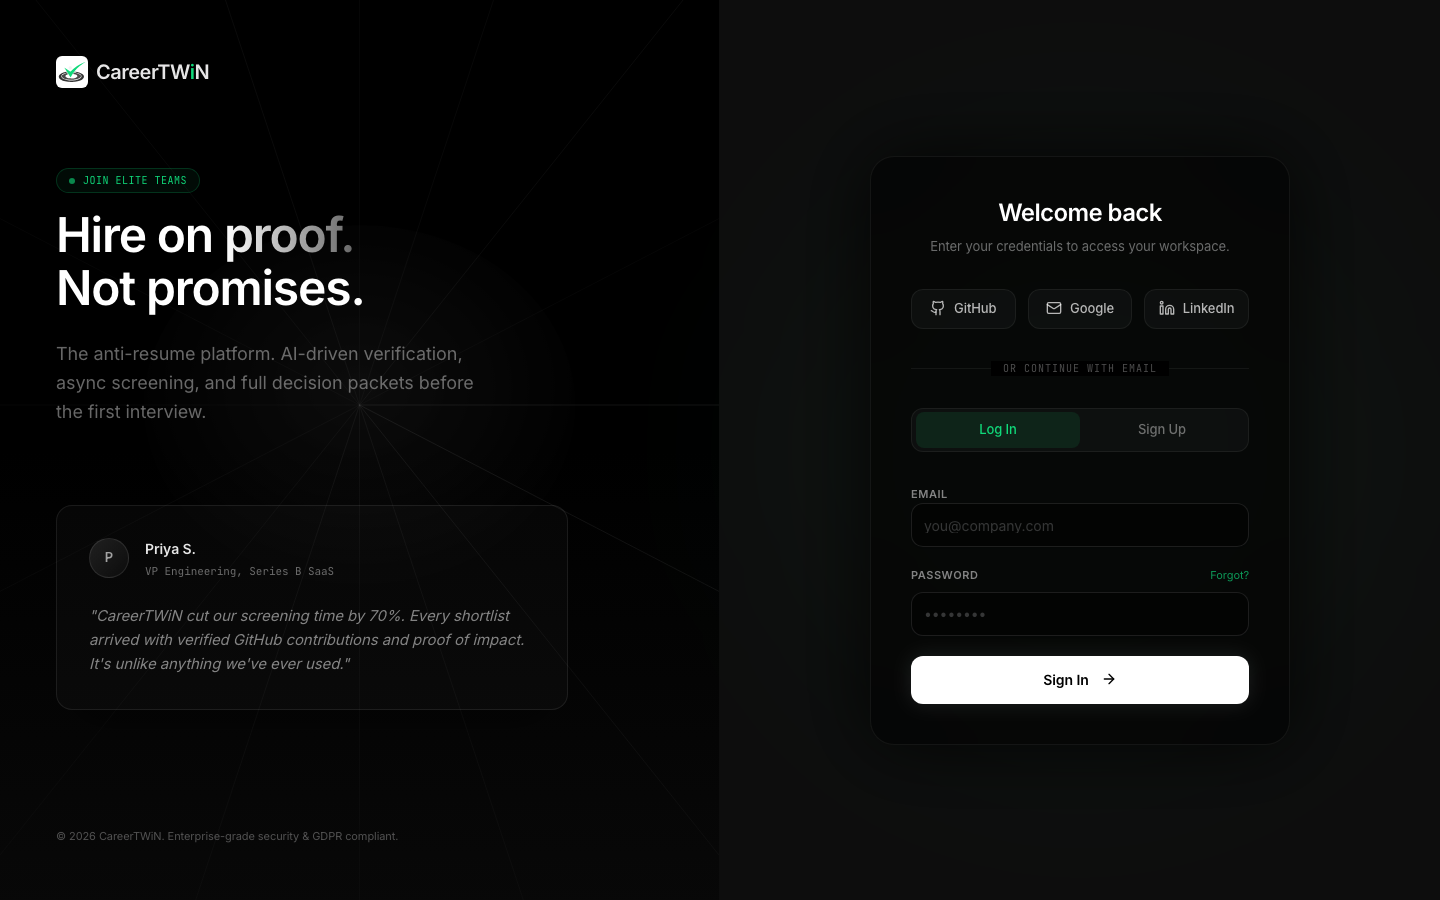 CareerTWiN
JOIN ELITE TEAMS
Hire on proof.
Not promises.
The anti-resume platform. AI-driven verification,
async screening, and full decision packets before
the first interview.
P
Priya S.
VP Engineering, Series B SaaS
"CareerTWiN cut our screening time by 70%. Every shortlist
arrived with verified GitHub contributions and proof of impact.
It's unlike anything we've ever used."
© 2026 CareerTWiN. Enterprise-grade security & GDPR compliant.
Welcome back
Enter your credentials to access your workspace.
GitHub
Google
LinkedIn
OR CONTINUE WITH EMAIL
Log In
Sign Up
EMAIL
you@company.com
PASSWORD
Forgot?
••••••••
Sign In